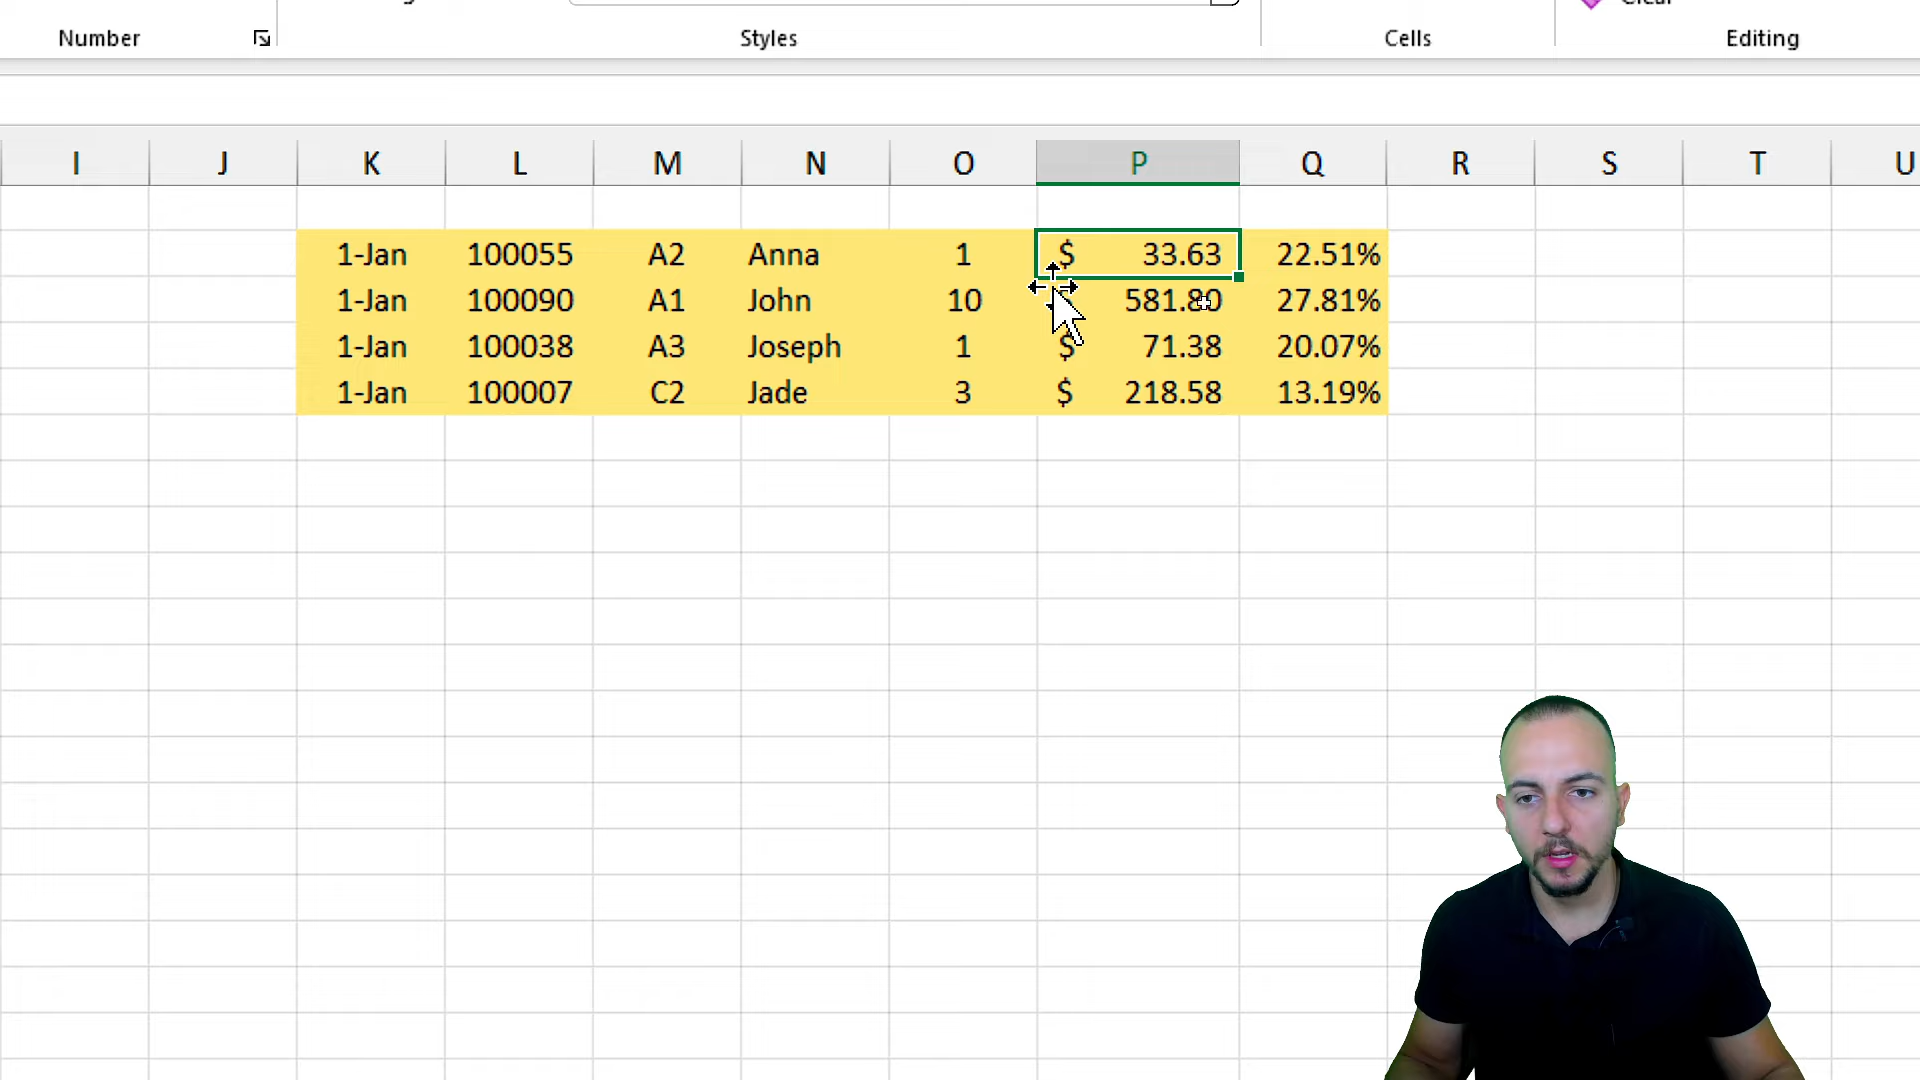 Number Styles Cells Editing
I J K L M N O P Q R S T U
1-Jan 100055 A2 Anna 1 $ 33.63 22.51%
1-Jan 100090 A1 John 10 581.80 27.81%
1-Jan 100038 A3 Joseph 1 $ 71.38 20.07%
1-Jan 100007 C2 Jade 3 $ 218.58 13.19%